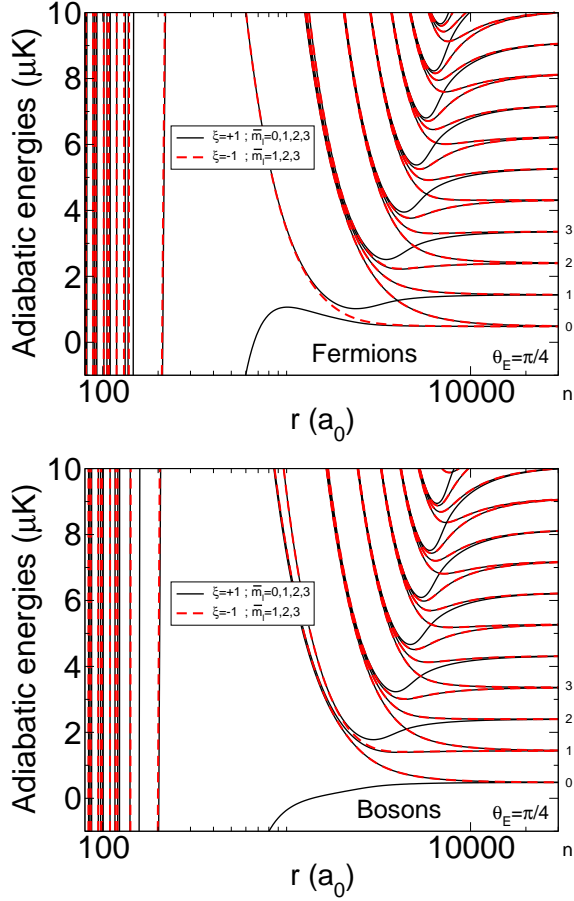 10
8
6
4
2
0
Adiabatic energies (μK)
ξ=+1 ; m̅ₗ=0,1,2,3
ξ=-1 ; m̅ₗ=1,2,3
3
2
1
0
Fermions
θ_E=π/4
100
10000
n
r (a₀)
10
8
6
4
2
0
Adiabatic energies (μK)
ξ=+1 ; m̅ₗ=0,1,2,3
ξ=-1 ; m̅ₗ=1,2,3
3
2
1
0
Bosons
θ_E=π/4
100
10000
n
r (a₀)